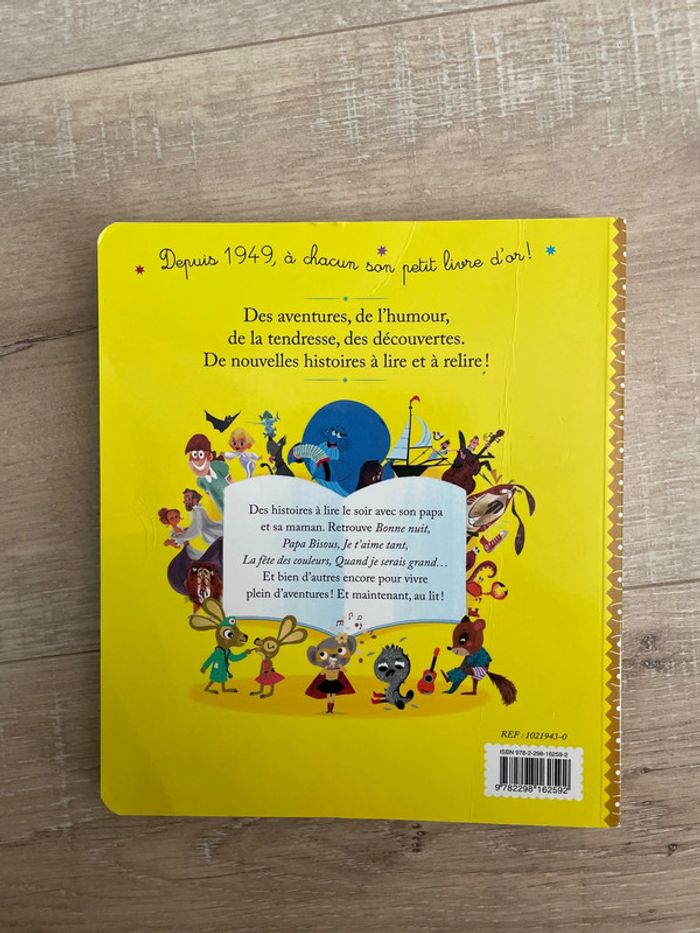 Depuis 1949, à chacun son petit livre d'or!
Des aventures, de l'humour,
de la tendresse, des découvertes.
De nouvelles histoires à lire et à relire!
Des histoires à lire le soir avec son papa
et sa maman. Retrouve Bonne nuit,
Papa Bisous, Je t'aime tant,
La fête des couleurs, Quand je serais grand…
Et bien d'autres encore pour vivre
plein d'aventures! Et maintenant, au lit!
REF : 1021943-0
ISBN 978-2-298-16259-2
9 782298 162592